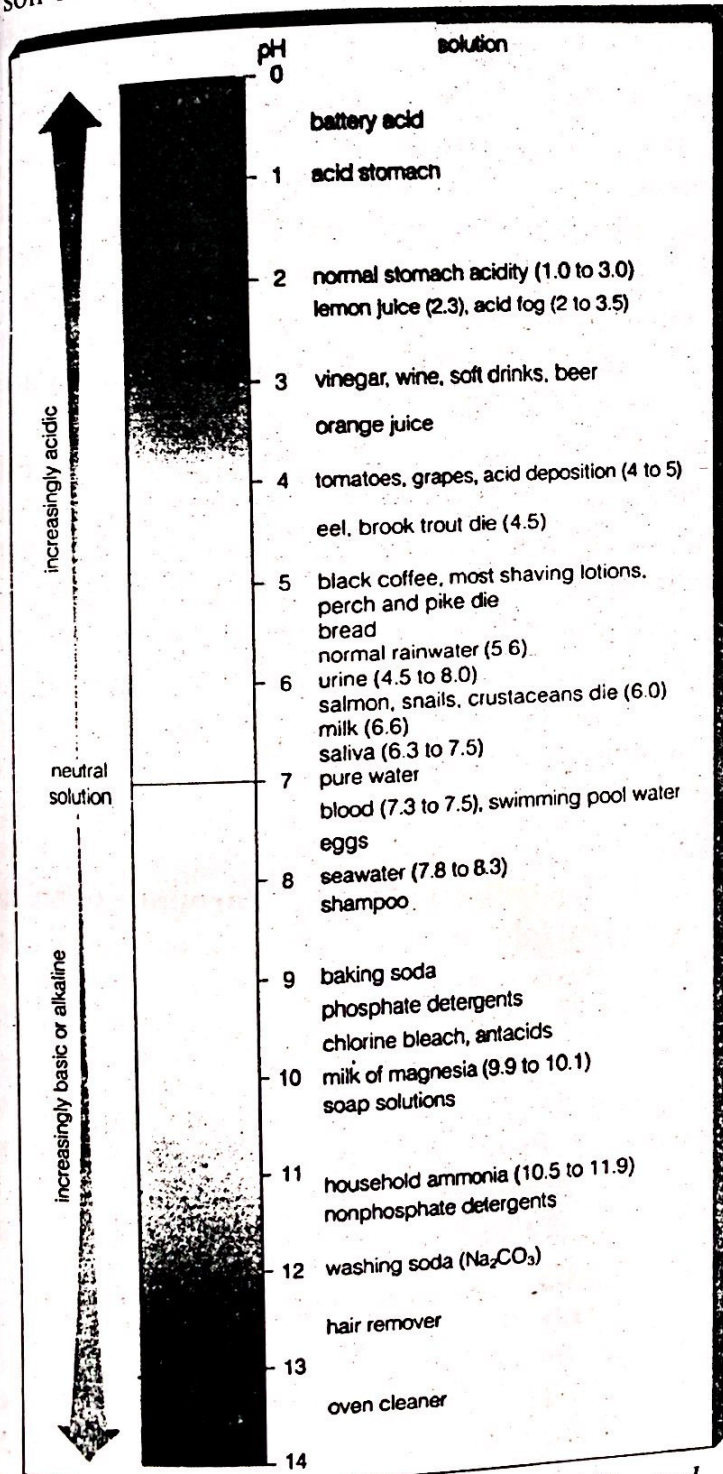 pH solution
0
battery acid
1 acid stomach
2 normal stomach acidity (1.0 to 3.0)
lemon juice (2.3), acid fog (2 to 3.5)
3 vinegar, wine, soft drinks, beer
orange juice
4 tomatoes, grapes, acid deposition (4 to 5)
increasingly acidic
eel, brook trout die (4.5)
5 black coffee, most shaving lotions,
perch and pike die
bread
normal rainwater (5 6)
6 urine (4.5 to 8.0)
salmon, snails, crustaceans die (6.0)
milk (6.6)
saliva (6.3 to 7.5)
neutral
solution
7 pure water
blood (7.3 to 7.5), swimming pool water
eggs
8 seawater (7.8 to 8.3)
shampoo
9 baking soda
phosphate detergents
chlorine bleach, antacids
increasingly basic or alkaline
10 milk of magnesia (9.9 to 10.1)
soap solutions
11 household ammonia (10.5 to 11.9)
nonphosphate detergents
12 washing soda (Na₂CO₃)
hair remover
13
oven cleaner
14